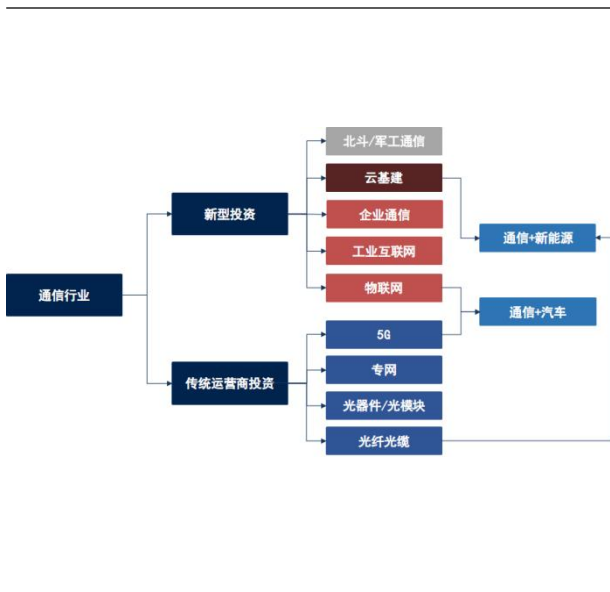 北斗/军工通信
云基建
新型投资
企业通信
通信+新能源
工业互联网
物联网
通信行业
通信+汽车
5G
专网
传统运营商投资
光器件/光模块
光纤光缆